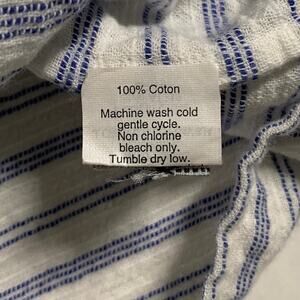 100% Coton
Machine wash cold
gentle cycle.
Non chlorine
bleach only.
Tumble dry low.